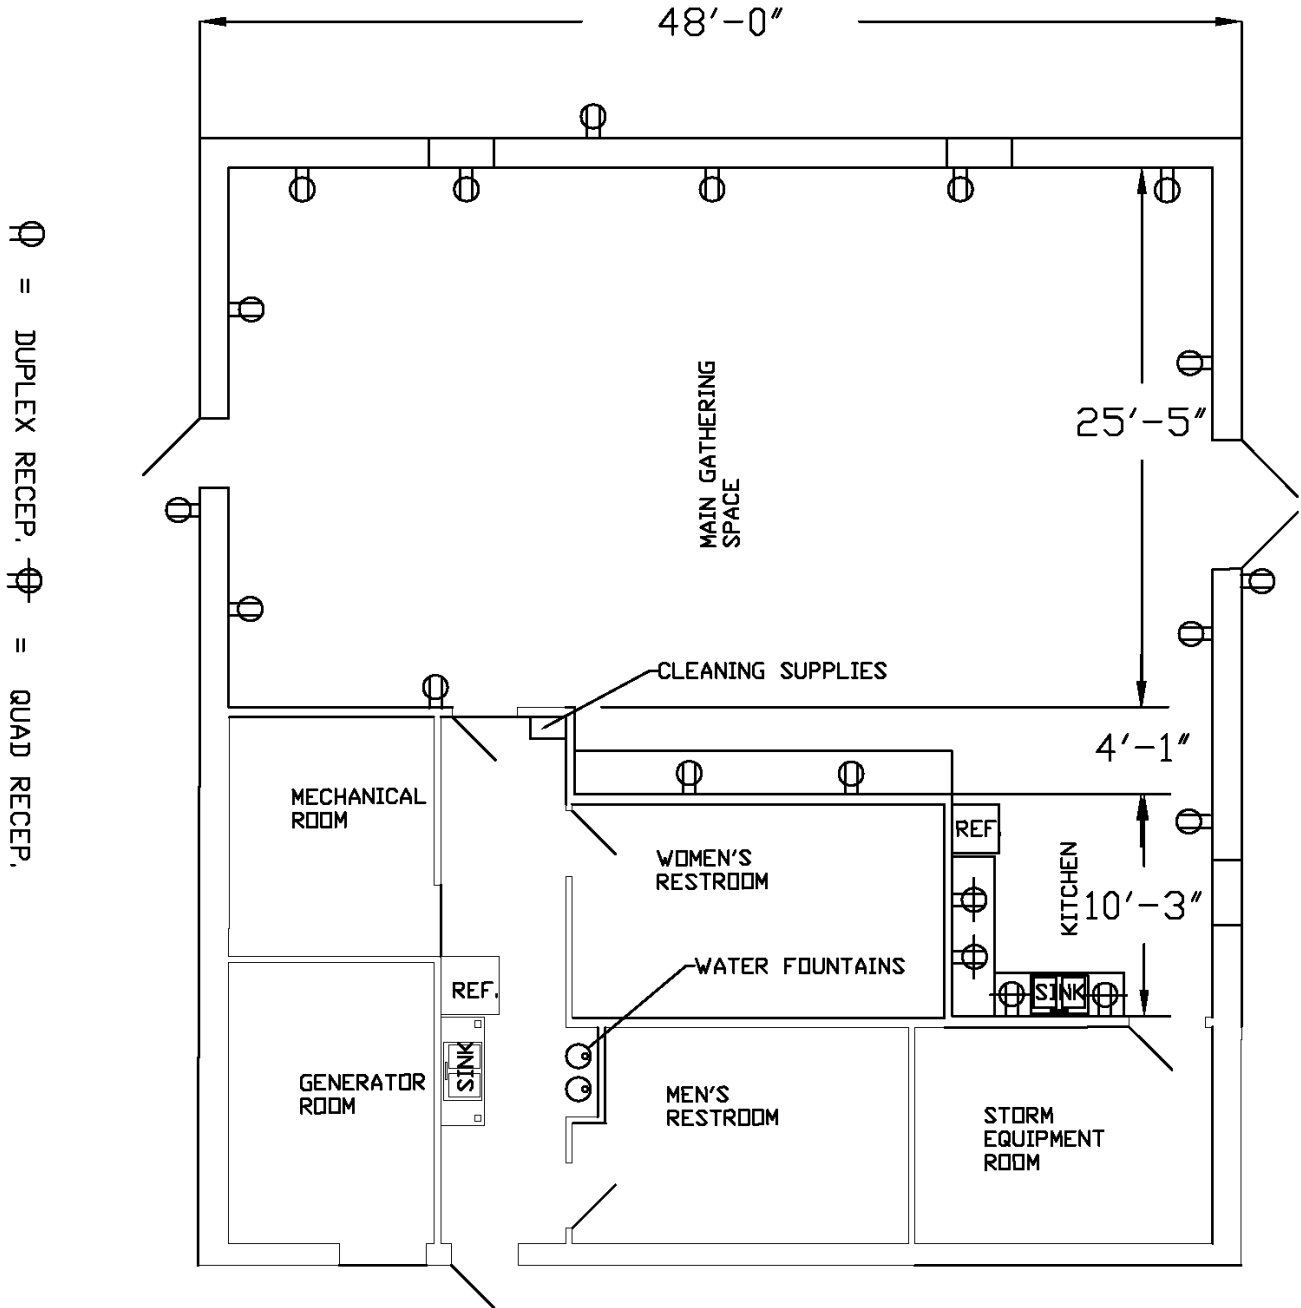 48'-0"
= DUPLEX RECEP.
= QUAD RECEP.
MAIN GATHERING
SPACE
25'-5"
CLEANING SUPPLIES
4'-1"
MECHANICAL
ROOM
WOMEN'S
RESTROOM
REF
KITCHEN
10'-3"
WATER FOUNTAINS
REF.
SINK
SINK
GENERATOR
ROOM
MEN'S
RESTROOM
STORM
EQUIPMENT
ROOM